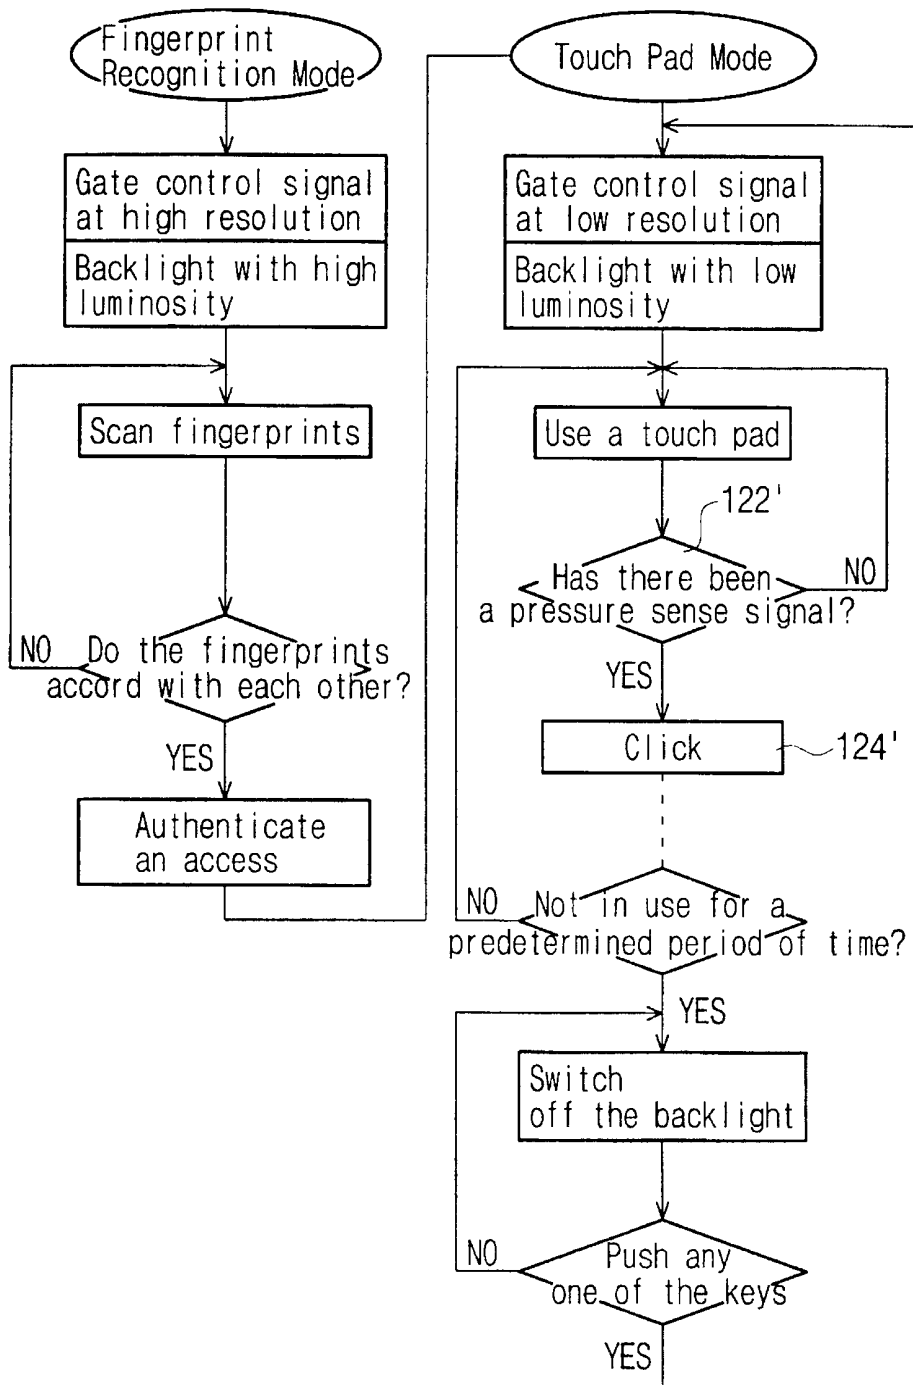 Fingerprint
Recognition Mode
Gate control signal
at high resolution
Backlight with high
luminosity
Scan fingerprints
NO
Do the fingerprints
accord with each other?
YES
Authenticate
an access
Touch Pad Mode
Gate control signal
at low resolution
Backlight with low
luminosity
Use a touch pad
122'
Has there been
a pressure sense signal?
NO
YES
Click
124'
NO
Not in use for a
predetermined period of time?
YES
Switch
off the backlight
NO
Push any
one of the keys
YES